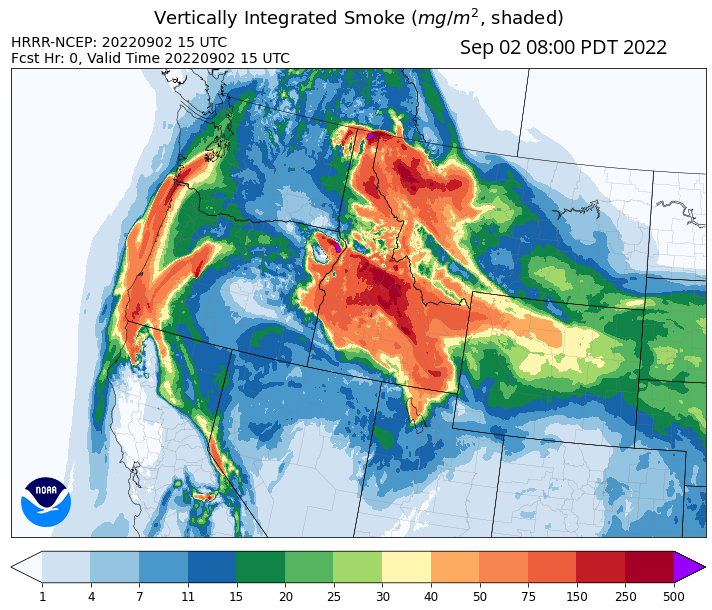 Vertically Integrated Smoke (mg/m², shaded)
HRRR-NCEP: 20220902 15 UTC
Fcst Hr: 0, Valid Time 20220902 15 UTC
Sep 02 08:00 PDT 2022
NOAA
1 4 7 11 15 20 25 30 40 50 75 150 250 500